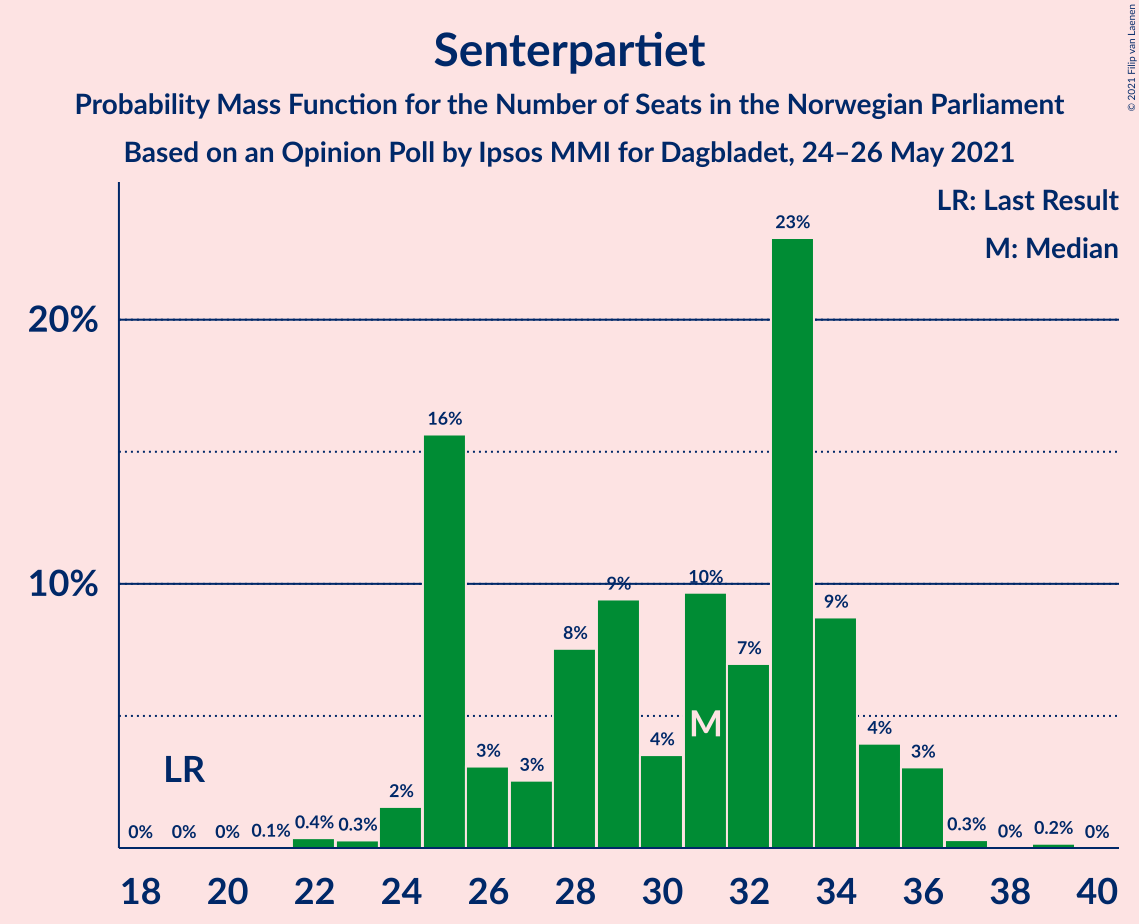 Senterpartiet
Probability Mass Function for the Number of Seats in the Norwegian Parliament
Based on an Opinion Poll by Ipsos MMI for Dagbladet, 24–26 May 2021
© 2021 Filip van Laenen
LR: Last Result
M: Median
20%
10%
0%
0%
0%
0.1%
0.4%
0.3%
2%
16%
3%
3%
8%
9%
4%
10%
7%
23%
9%
4%
3%
0.3%
0%
0.2%
0%
LR
M
18 20 22 24 26 28 30 32 34 36 38 40